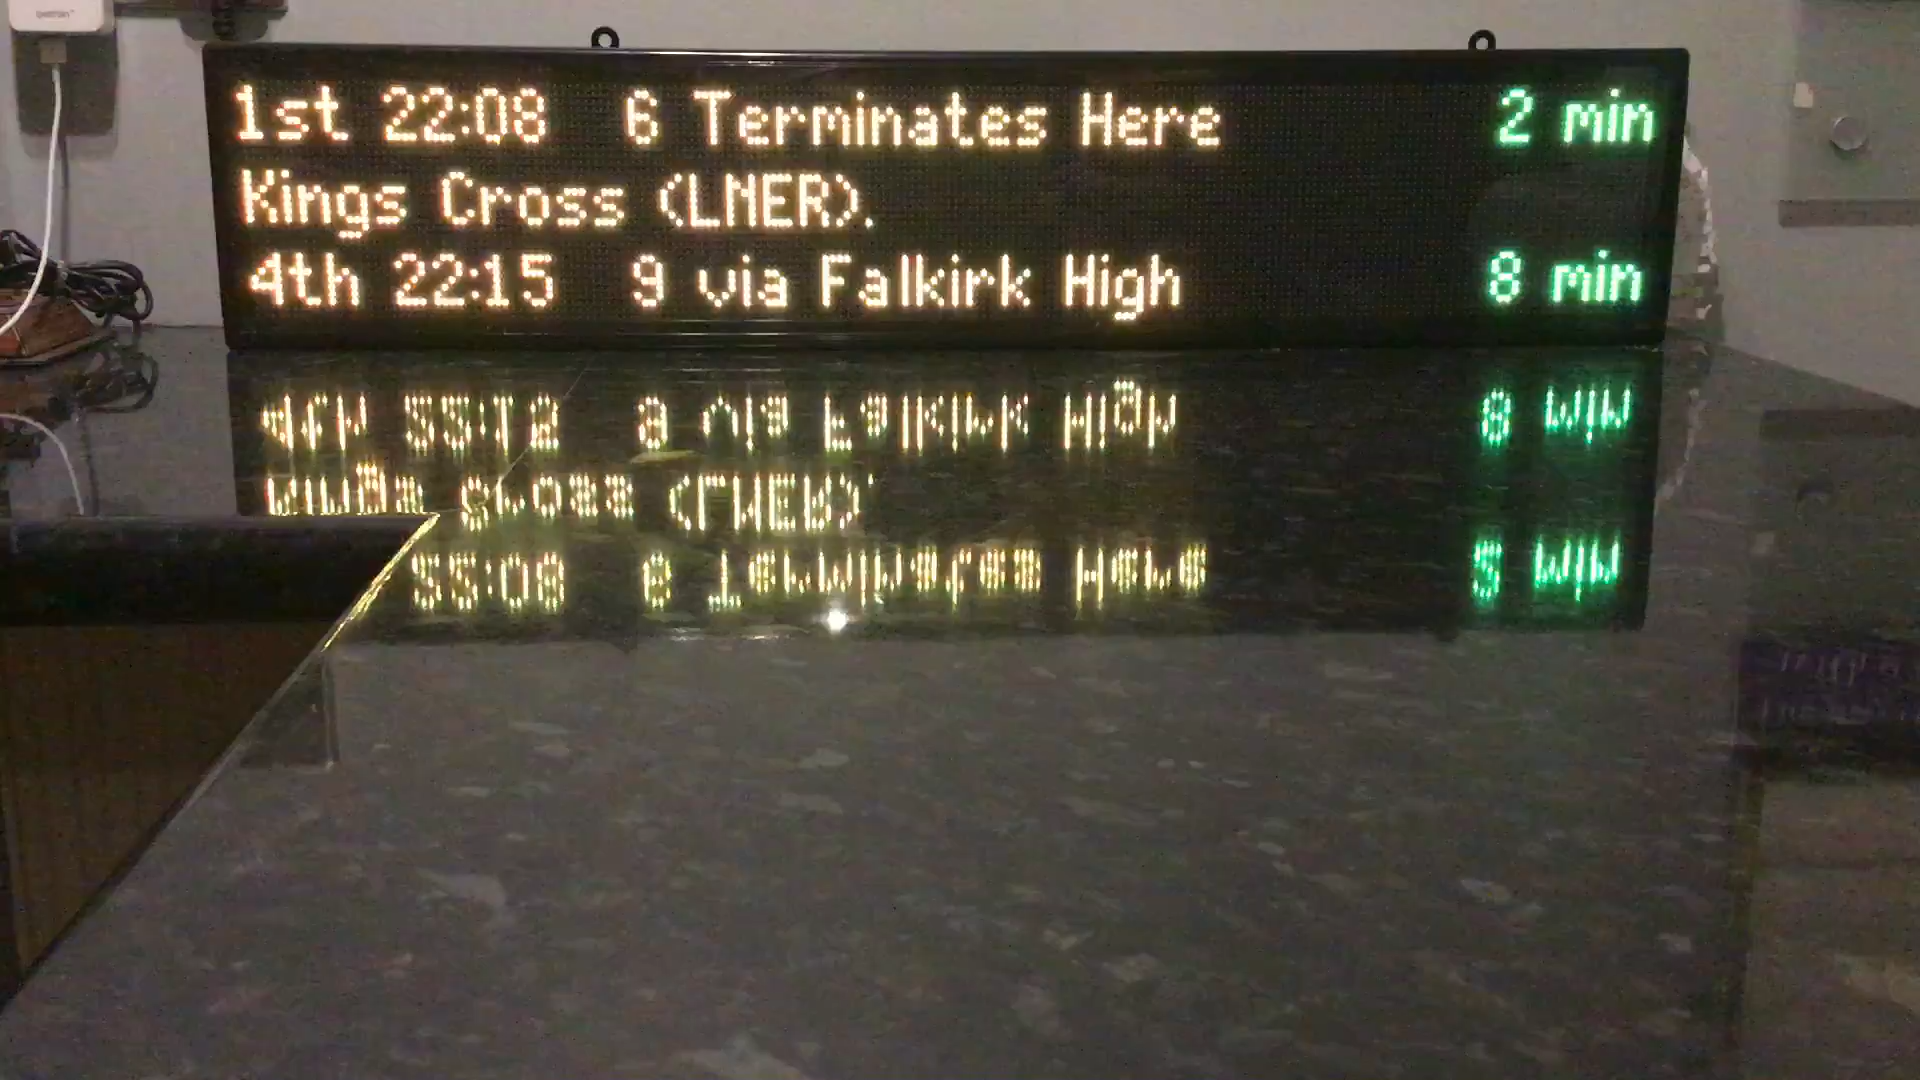 1st 22:08 6 Terminates Here 2 min
Kings Cross (LNER).
4th 22:15 9 via Falkirk High 8 min